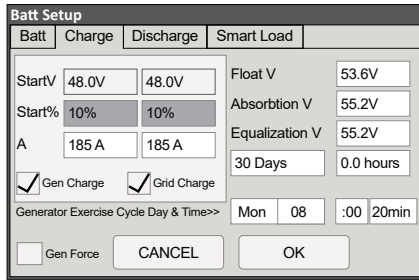 Batt Setup
Batt Charge Discharge Smart Load
StartV 48.0V 48.0V
Start% 10% 10%
A 185 A 185 A
Gen Charge Grid Charge
Float V 53.6V
Absorbtion V 55.2V
Equalization V 55.2V
30 Days 0.0 hours
Generator Exercise Cycle Day & Time>> Mon 08 :00 20min
Gen Force CANCEL OK